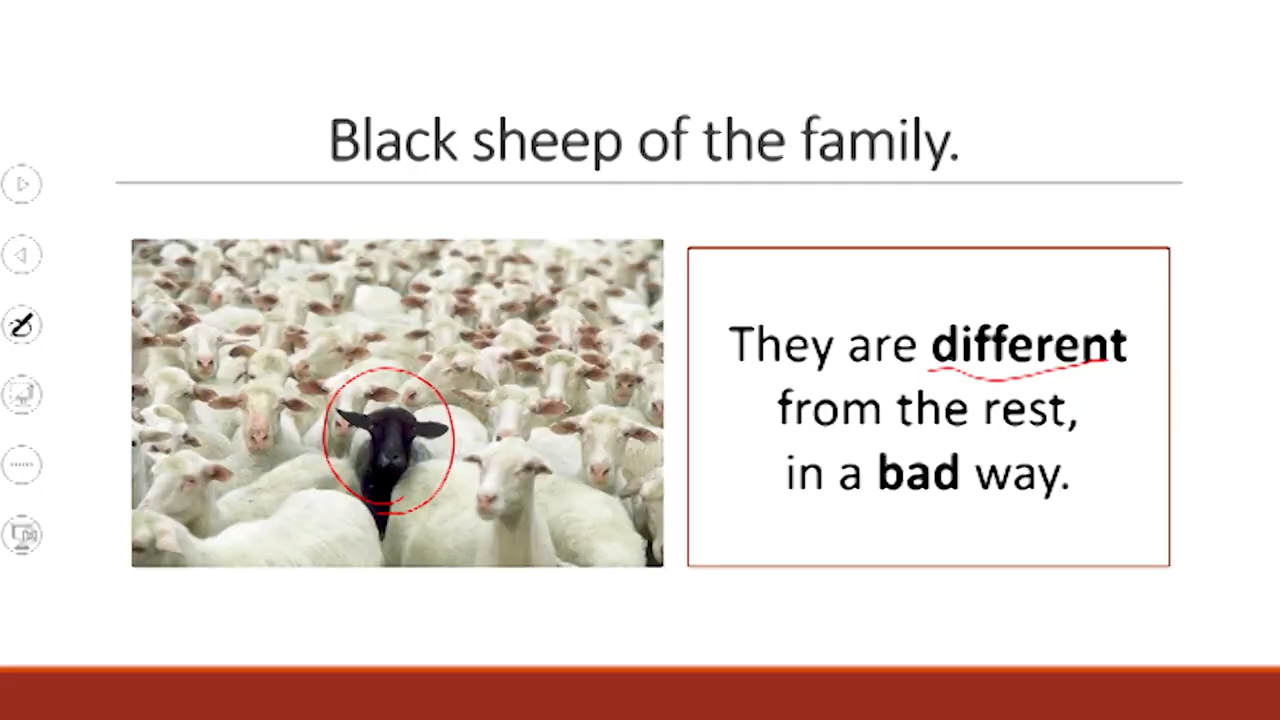 Black sheep of the family.
They are different
from the rest,
in a bad way.